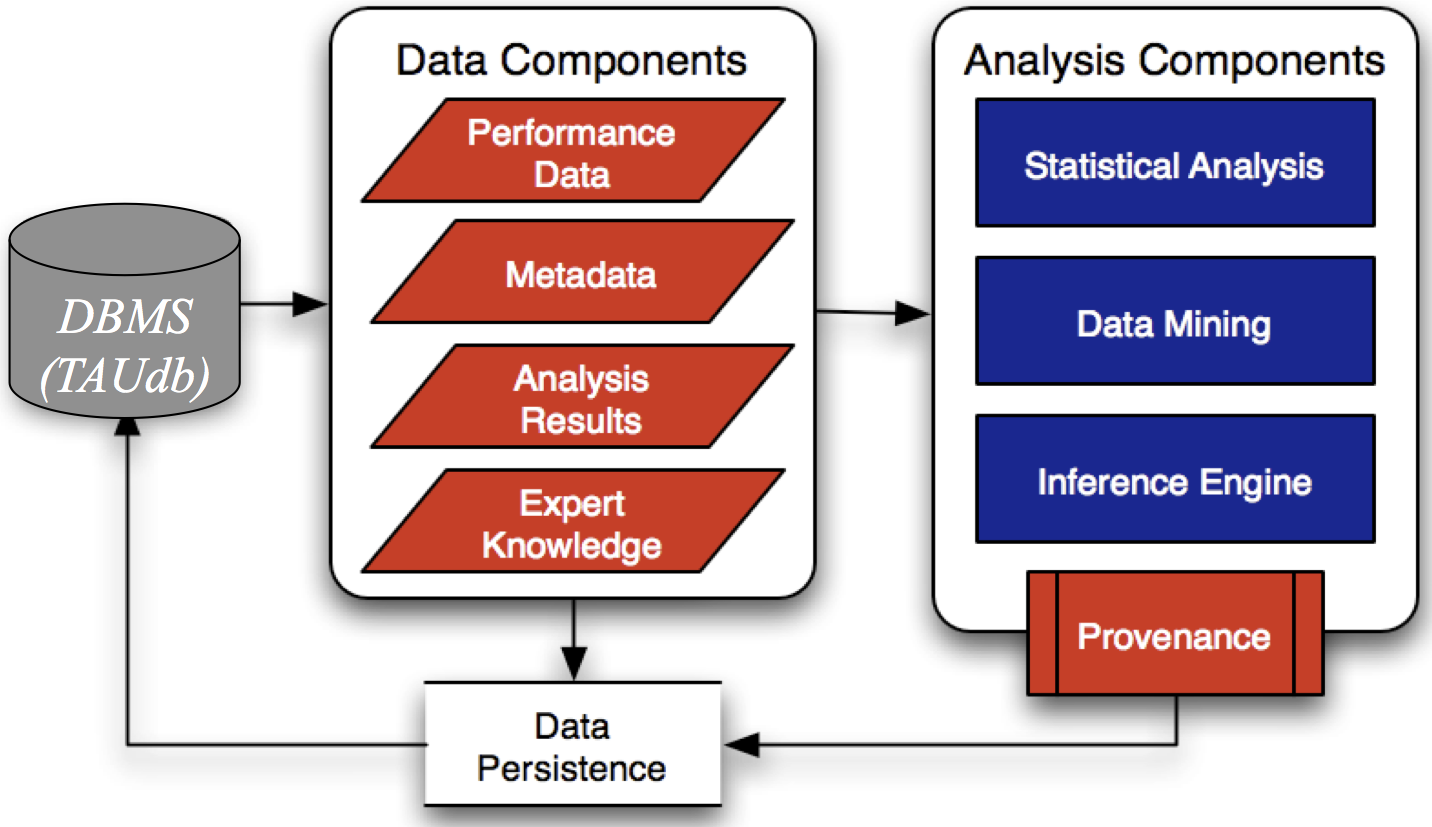 Data Components
Performance
Data
Metadata
Analysis
Results
Expert
Knowledge
Analysis Components
Statistical Analysis
Data Mining
Inference Engine
Provenance
DBMS
(TAUdb)
Data
Persistence